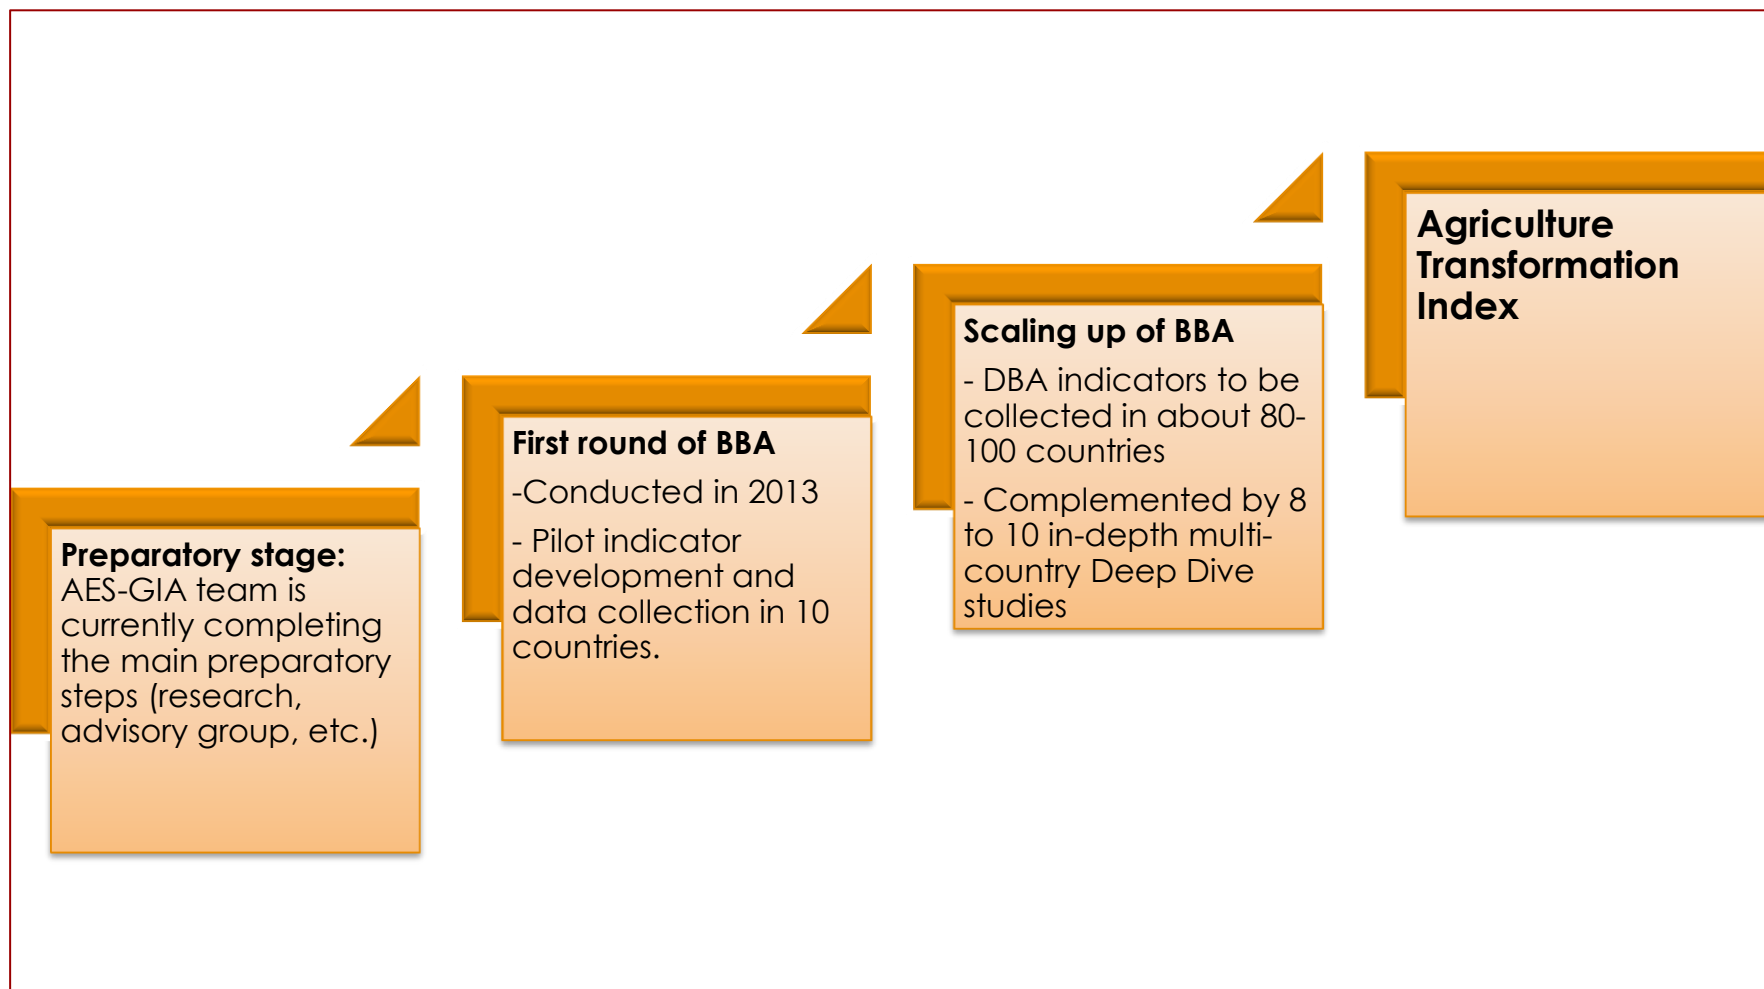 Preparatory stage:
AES-GIA team is
currently completing
the main preparatory
steps (research,
advisory group, etc.)
First round of BBA
-Conducted in 2013
- Pilot indicator
development and
data collection in 10
countries.
Scaling up of BBA
- DBA indicators to be
collected in about 80-
100 countries
- Complemented by 8
to 10 in-depth multi-
country Deep Dive
studies
Agriculture
Transformation
Index